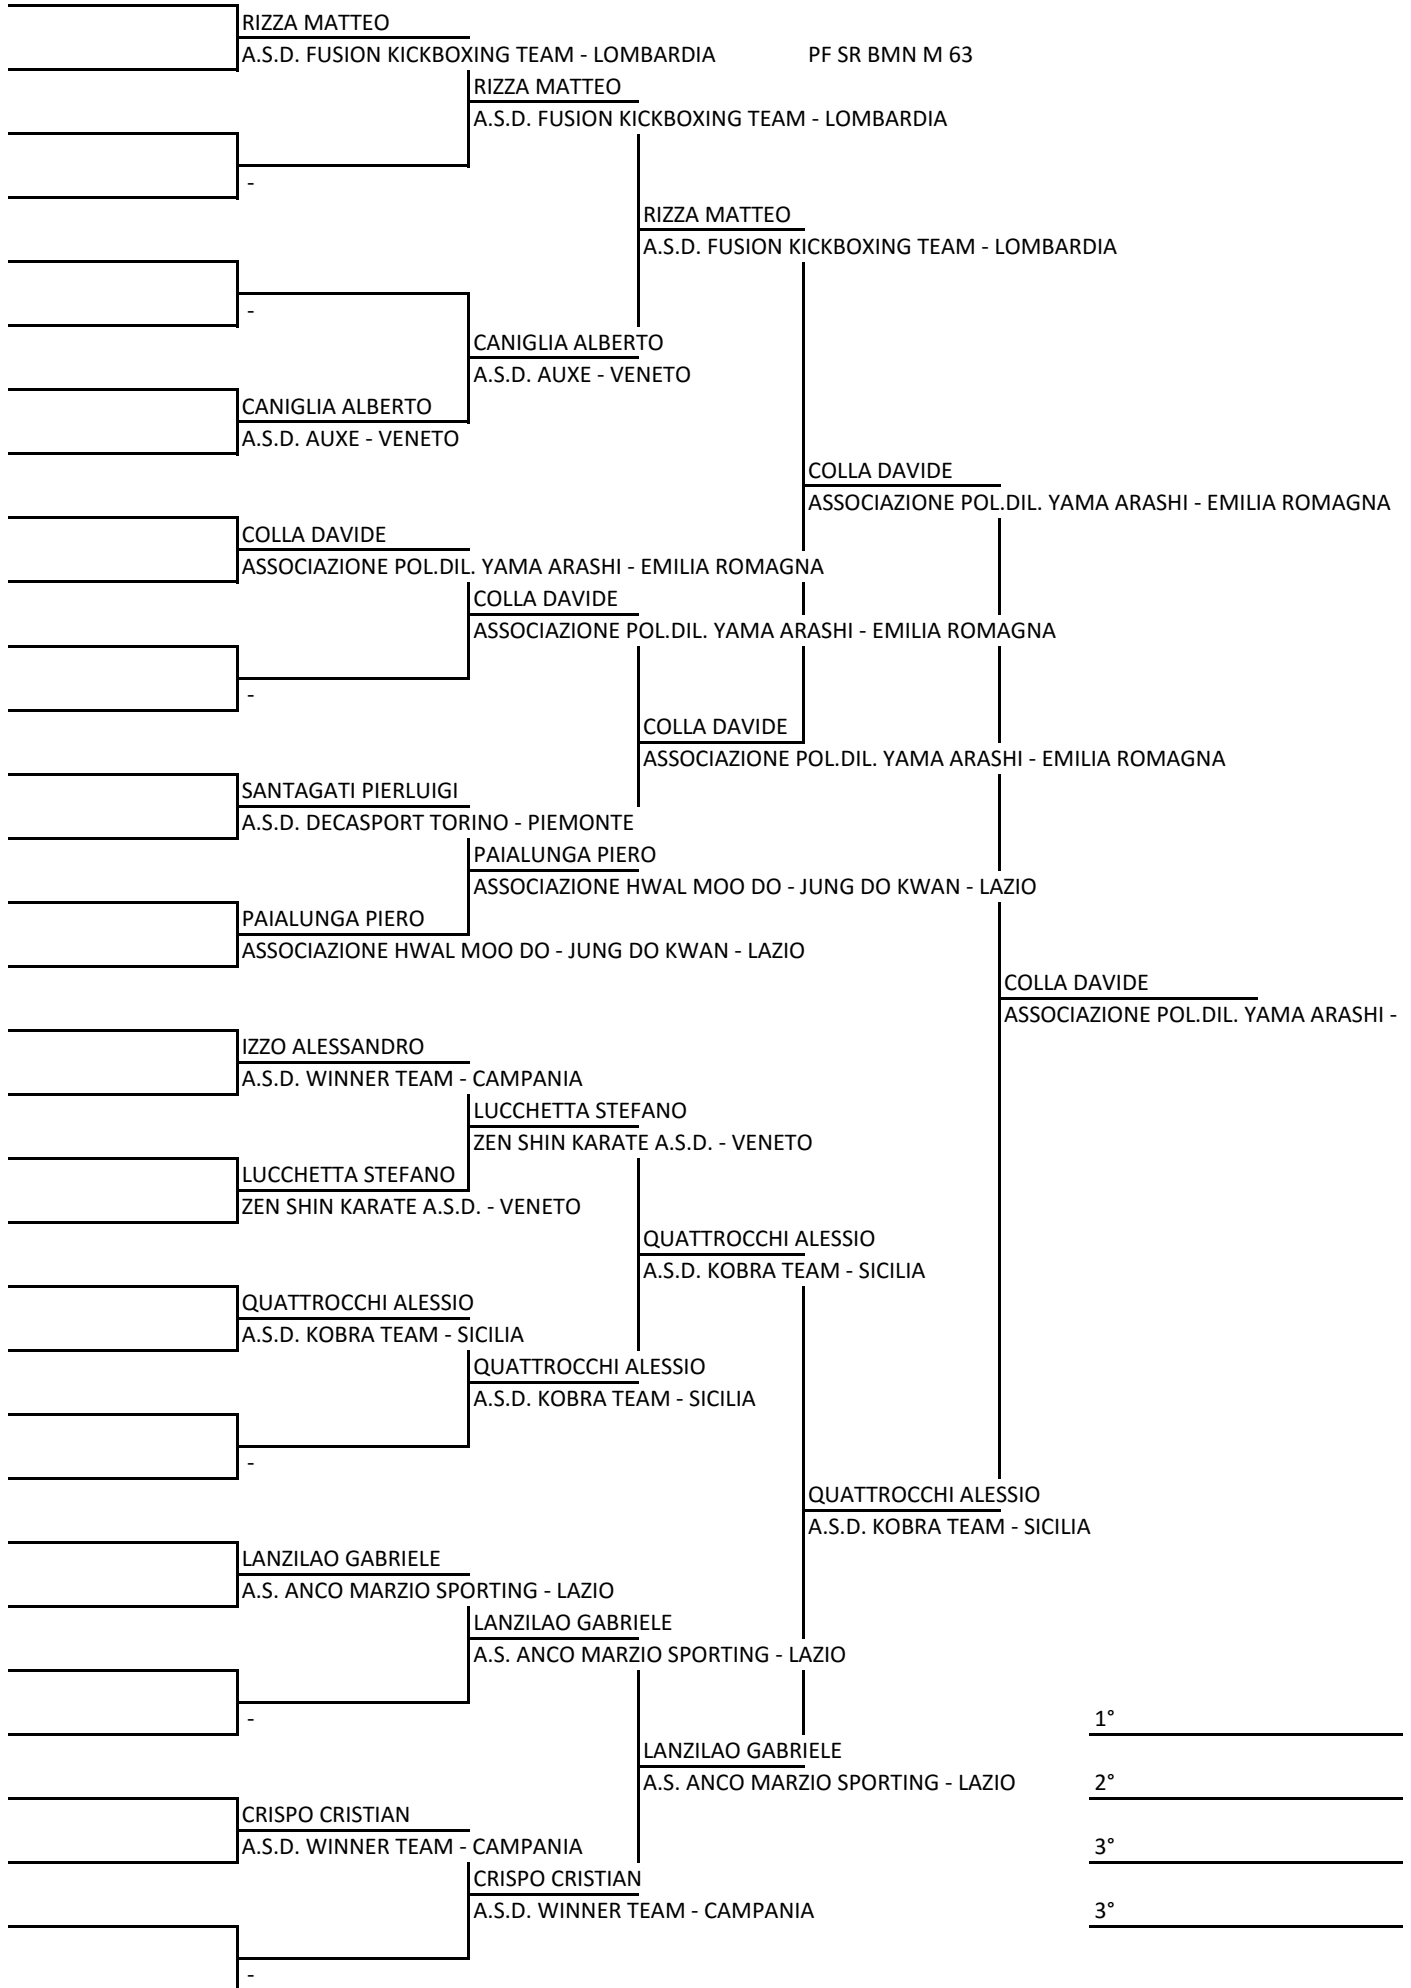 RIZZA MATTEO
A.S.D. FUSION KICKBOXING TEAM - LOMBARDIA PF SR BMN M 63
RIZZA MATTEO
A.S.D. FUSION KICKBOXING TEAM - LOMBARDIA
-
RIZZA MATTEO
A.S.D. FUSION KICKBOXING TEAM - LOMBARDIA
-
CANIGLIA ALBERTO
A.S.D. AUXE - VENETO
CANIGLIA ALBERTO
A.S.D. AUXE - VENETO
COLLA DAVIDE
ASSOCIAZIONE POL.DIL. YAMA ARASHI - EMILIA ROMAGNA
COLLA DAVIDE
ASSOCIAZIONE POL.DIL. YAMA ARASHI - EMILIA ROMAGNA
COLLA DAVIDE
ASSOCIAZIONE POL.DIL. YAMA ARASHI - EMILIA ROMAGNA
-
COLLA DAVIDE
ASSOCIAZIONE POL.DIL. YAMA ARASHI - EMILIA ROMAGNA
SANTAGATI PIERLUIGI
A.S.D. DECASPORT TORINO - PIEMONTE
PAIALUNGA PIERO
ASSOCIAZIONE HWAL MOO DO - JUNG DO KWAN - LAZIO
PAIALUNGA PIERO
ASSOCIAZIONE HWAL MOO DO - JUNG DO KWAN - LAZIO
COLLA DAVIDE
ASSOCIAZIONE POL.DIL. YAMA ARASHI -
IZZO ALESSANDRO
A.S.D. WINNER TEAM - CAMPANIA
LUCCHETTA STEFANO
ZEN SHIN KARATE A.S.D. - VENETO
LUCCHETTA STEFANO
ZEN SHIN KARATE A.S.D. - VENETO
QUATTROCCHI ALESSIO
A.S.D. KOBRA TEAM - SICILIA
QUATTROCCHI ALESSIO
A.S.D. KOBRA TEAM - SICILIA
QUATTROCCHI ALESSIO
A.S.D. KOBRA TEAM - SICILIA
-
QUATTROCCHI ALESSIO
A.S.D. KOBRA TEAM - SICILIA
LANZILAO GABRIELE
A.S. ANCO MARZIO SPORTING - LAZIO
LANZILAO GABRIELE
A.S. ANCO MARZIO SPORTING - LAZIO
- 1°
LANZILAO GABRIELE
A.S. ANCO MARZIO SPORTING - LAZIO 2°
CRISPO CRISTIAN
A.S.D. WINNER TEAM - CAMPANIA 3°
CRISPO CRISTIAN
A.S.D. WINNER TEAM - CAMPANIA 3°
-